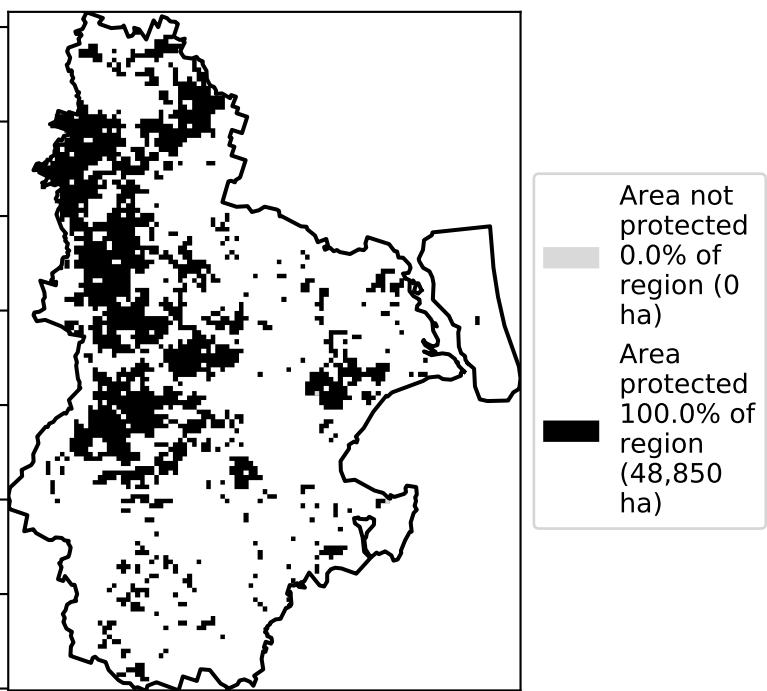 Area not
protected
0.0% of
region (0
ha)
Area
protected
100.0% of
region
(48,850
ha)